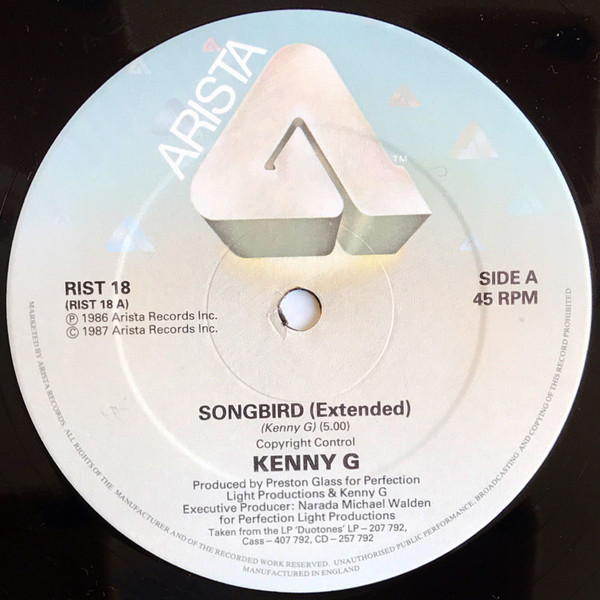 ARISTA
TM
RIST 18
(RIST 18 A)
Ⓟ 1986 Arista Records Inc.
© 1987 Arista Records Inc.
SIDE A
45 RPM
SONGBIRD (Extended)
(Kenny G) (5.00)
Copyright Control
KENNY G
Produced by Preston Glass for Perfection
Light Productions & Kenny G
Executive Producer: Narada Michael Walden
for Perfection Light Productions
Taken from the LP 'Duotones' LP – 207 792,
Cass – 407 792, CD – 257 792
MARKETED BY ARISTA RECORDS. ALL RIGHTS OF THE MANUFACTURER AND OF THE RECORDED WORK RESERVED. UNAUTHORISED PUBLIC PERFORMANCE, BROADCASTING AND COPYING OF THIS RECORD PROHIBITED
MANUFACTURED IN ENGLAND